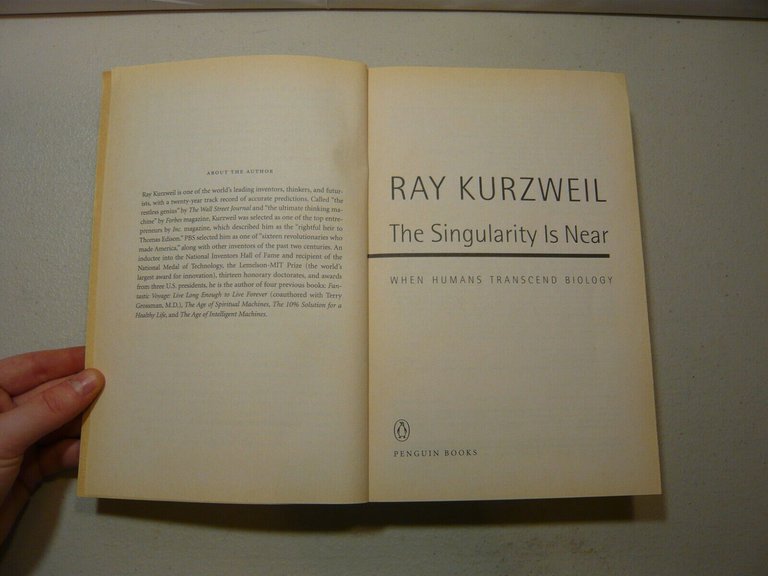 ABOUT THE AUTHOR
Ray Kurzweil is one of the world's leading inventors, thinkers, and futur-
ists, with a twenty-year track record of accurate predictions. Called "the
restless genius" by The Wall Street Journal and "the ultimate thinking ma-
chine" by Forbes magazine, Kurzweil was selected as one of the top entre-
preneurs by Inc. magazine, which described him as the "rightful heir to
Thomas Edison." PBS selected him as one of "sixteen revolutionaries who
made America," along with other inventors of the past two centuries. An
inductee into the National Inventors Hall of Fame and recipient of the
National Medal of Technology, the Lemelson-MIT Prize (the world's
largest award for innovation), thirteen honorary doctorates, and awards
from three U.S. presidents, he is the author of four previous books: Fan-
tastic Voyage: Live Long Enough to Live Forever (coauthored with Terry
Grossman, M.D.), The Age of Spiritual Machines, The 10% Solution for a
Healthy Life, and The Age of Intelligent Machines.
RAY KURZWEIL
The Singularity Is Near
WHEN HUMANS TRANSCEND BIOLOGY
PENGUIN BOOKS